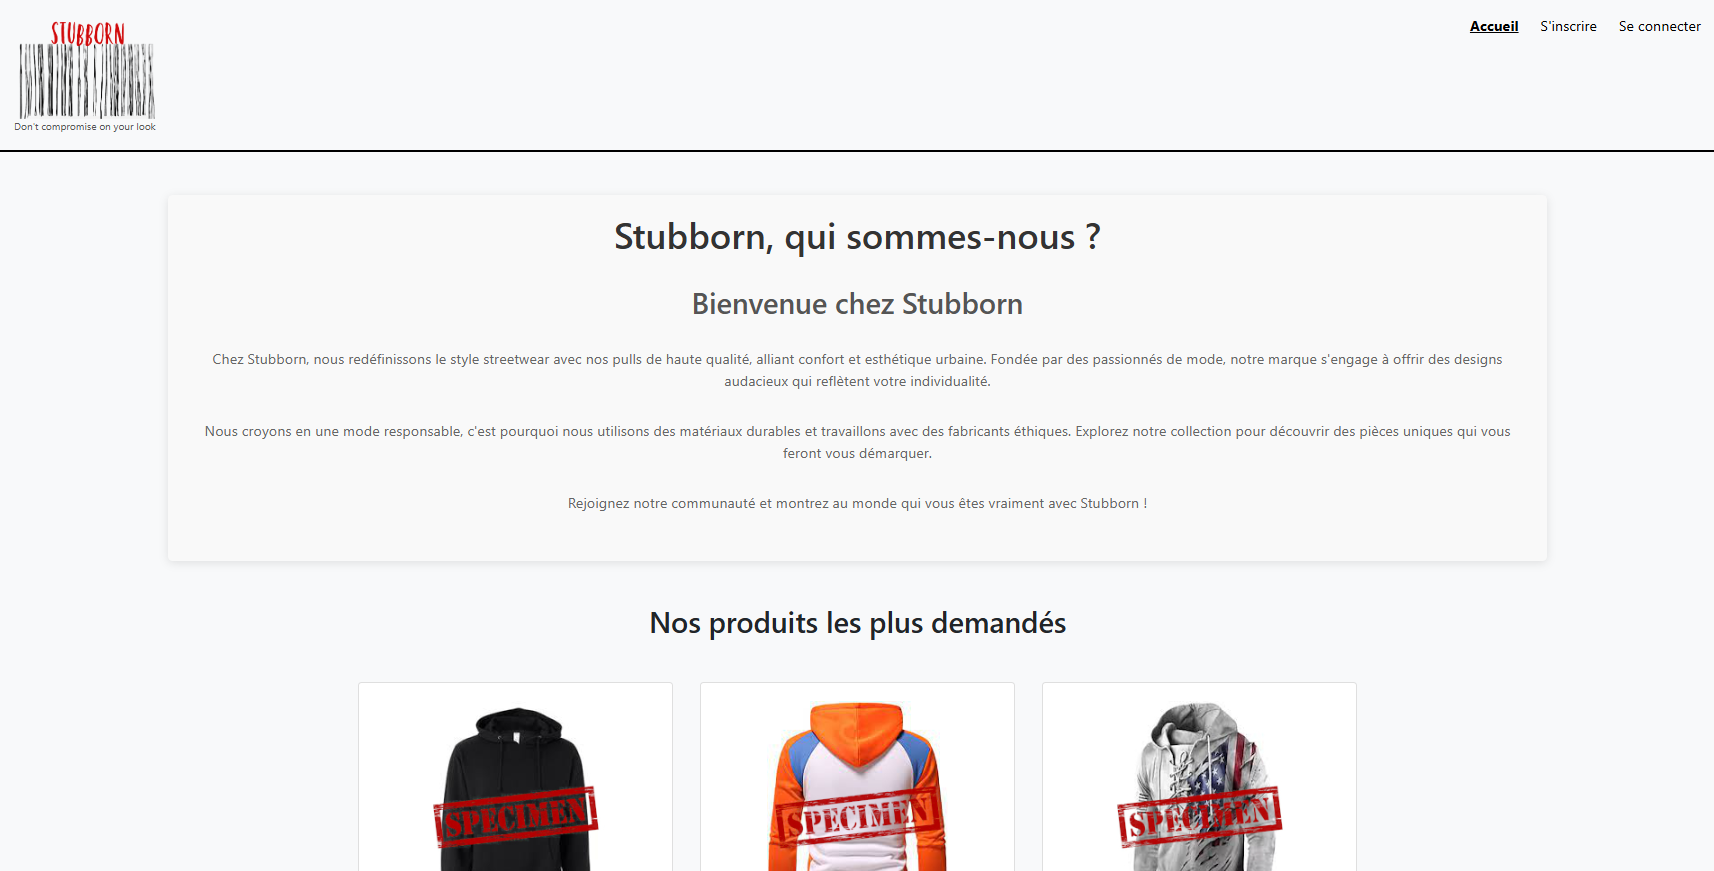 STUBBORN
Don't compromise on your look
Accueil S'inscrire Se connecter
Stubborn, qui sommes-nous ?
Bienvenue chez Stubborn
Chez Stubborn, nous redéfinissons le style streetwear avec nos pulls de haute qualité, alliant confort et esthétique urbaine. Fondée par des passionnés de mode, notre marque s'engage à offrir des designs
audacieux qui reflètent votre individualité.
Nous croyons en une mode responsable, c'est pourquoi nous utilisons des matériaux durables et travaillons avec des fabricants éthiques. Explorez notre collection pour découvrir des pièces uniques qui vous
feront vous démarquer.
Rejoignez notre communauté et montrez au monde qui vous êtes vraiment avec Stubborn !
Nos produits les plus demandés
SPECIMEN
SPECIMEN
SPECIMEN